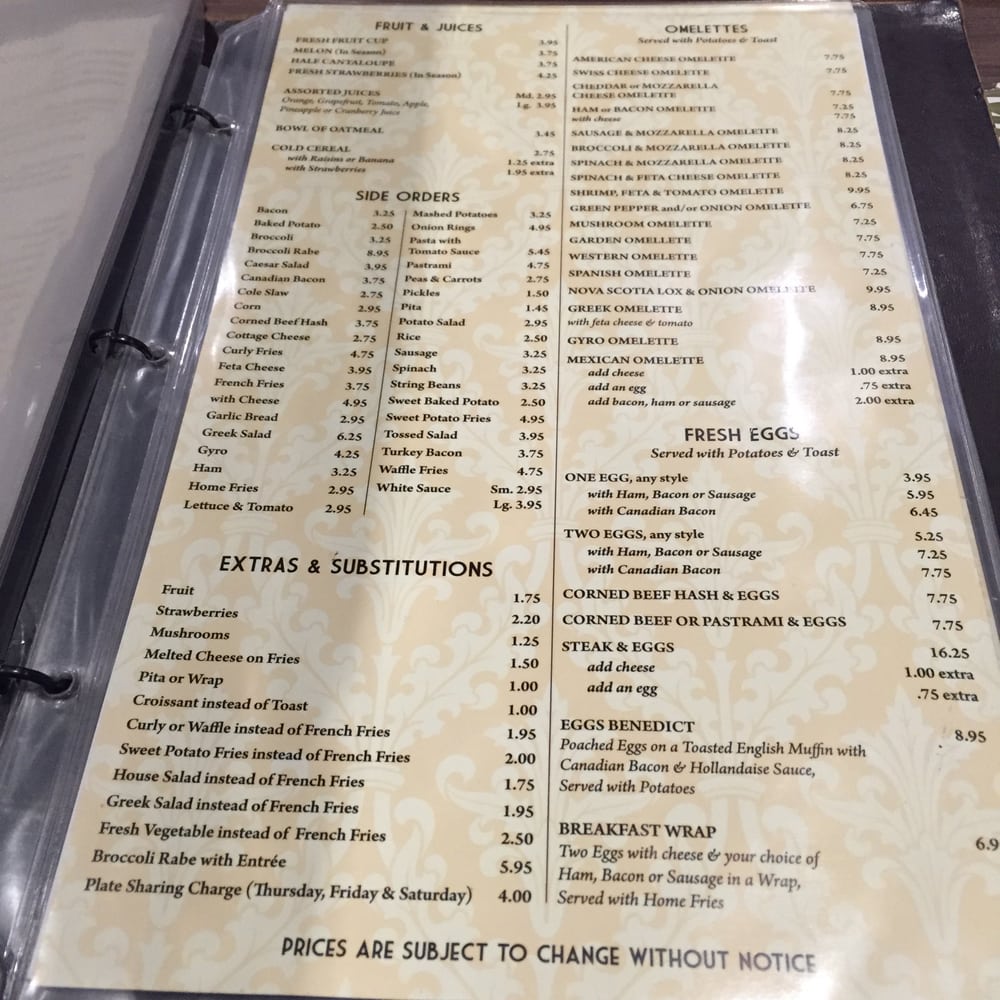 FRUIT & JUICES
FRESH FRUIT CUP 3.95
MELON (In Season) 3.75
HALF CANTALOUPE 3.75
FRESH STRAWBERRIES (In Season) 4.25
ASSORTED JUICES Md. 2.95
Orange, Grapefruit, Tomato, Apple, Lg. 3.95
Pineapple or Cranberry Juice
BOWL OF OATMEAL 3.45
COLD CEREAL 2.75
with Raisins or Banana 1.25 extra
with Strawberries 1.95 extra
SIDE ORDERS
Bacon 3.25
Baked Potato 2.50
Broccoli 3.25
Broccoli Rabe 8.95
Caesar Salad 3.95
Canadian Bacon 3.75
Cole Slaw 2.75
Corn 2.95
Corned Beef Hash 3.75
Cottage Cheese 2.75
Curly Fries 4.75
Feta Cheese 3.95
French Fries 3.75
with Cheese 4.95
Garlic Bread 2.95
Greek Salad 6.25
Gyro 4.25
Ham 3.25
Home Fries 2.95
Lettuce & Tomato 2.95
Mashed Potatoes 3.25
Onion Rings 4.95
Pasta with
Tomato Sauce 5.45
Pastrami 4.75
Peas & Carrots 2.75
Pickles 1.50
Pita 1.45
Potato Salad 2.95
Rice 2.50
Sausage 3.25
Spinach 3.25
String Beans 3.25
Sweet Baked Potato 2.50
Sweet Potato Fries 4.95
Tossed Salad 3.95
Turkey Bacon 3.75
Waffle Fries 4.75
White Sauce Sm. 2.95
Lg. 3.95
EXTRAS & SUBSTITUTIONS
Fruit 1.75
Strawberries 2.20
Mushrooms 1.25
Melted Cheese on Fries 1.50
Pita or Wrap 1.00
Croissant instead of Toast 1.00
Curly or Waffle instead of French Fries 1.95
Sweet Potato Fries instead of French Fries 2.00
House Salad instead of French Fries 1.75
Greek Salad instead of French Fries 1.95
Fresh Vegetable instead of French Fries 2.50
Broccoli Rabe with Entrée 5.95
Plate Sharing Charge (Thursday, Friday & Saturday) 4.00
OMELETTES
Served with Potatoes & Toast
AMERICAN CHEESE OMELETTE 7.75
SWISS CHEESE OMELETTE 7.75
CHEDDAR or MOZZARELLA
CHEESE OMELETTE 7.75
HAM or BACON OMELETTE 7.25
with cheese 7.75
SAUSAGE & MOZZARELLA OMELETTE 8.25
BROCCOLI & MOZZARELLA OMELETTE 8.25
SPINACH & MOZZARELLA OMELETTE 8.25
SPINACH & FETA CHEESE OMELETTE 8.25
SHRIMP, FETA & TOMATO OMELETTE 9.95
GREEN PEPPER and/or ONION OMELETTE 6.75
MUSHROOM OMELETTE 7.25
GARDEN OMELLETTE 7.75
WESTERN OMELETTE 7.75
SPANISH OMELETTE 7.25
NOVA SCOTIA LOX & ONION OMELETTE 9.95
GREEK OMELETTE 8.95
with feta cheese & tomato
GYRO OMELETTE 8.95
MEXICAN OMELETTE 8.95
add cheese 1.00 extra
add an egg .75 extra
add bacon, ham or sausage 2.00 extra
FRESH EGGS
Served with Potatoes & Toast
ONE EGG, any style 3.95
with Ham, Bacon or Sausage 5.95
with Canadian Bacon 6.45
TWO EGGS, any style 5.25
with Ham, Bacon or Sausage 7.25
with Canadian Bacon 7.75
CORNED BEEF HASH & EGGS 7.75
CORNED BEEF OR PASTRAMI & EGGS 7.75
STEAK & EGGS 16.25
add cheese 1.00 extra
add an egg .75 extra
EGGS BENEDICT 8.95
Poached Eggs on a Toasted English Muffin with
Canadian Bacon & Hollandaise Sauce,
Served with Potatoes
BREAKFAST WRAP 6.9
Two Eggs with cheese & your choice of
Ham, Bacon or Sausage in a Wrap,
Served with Home Fries
PRICES ARE SUBJECT TO CHANGE WITHOUT NOTICE